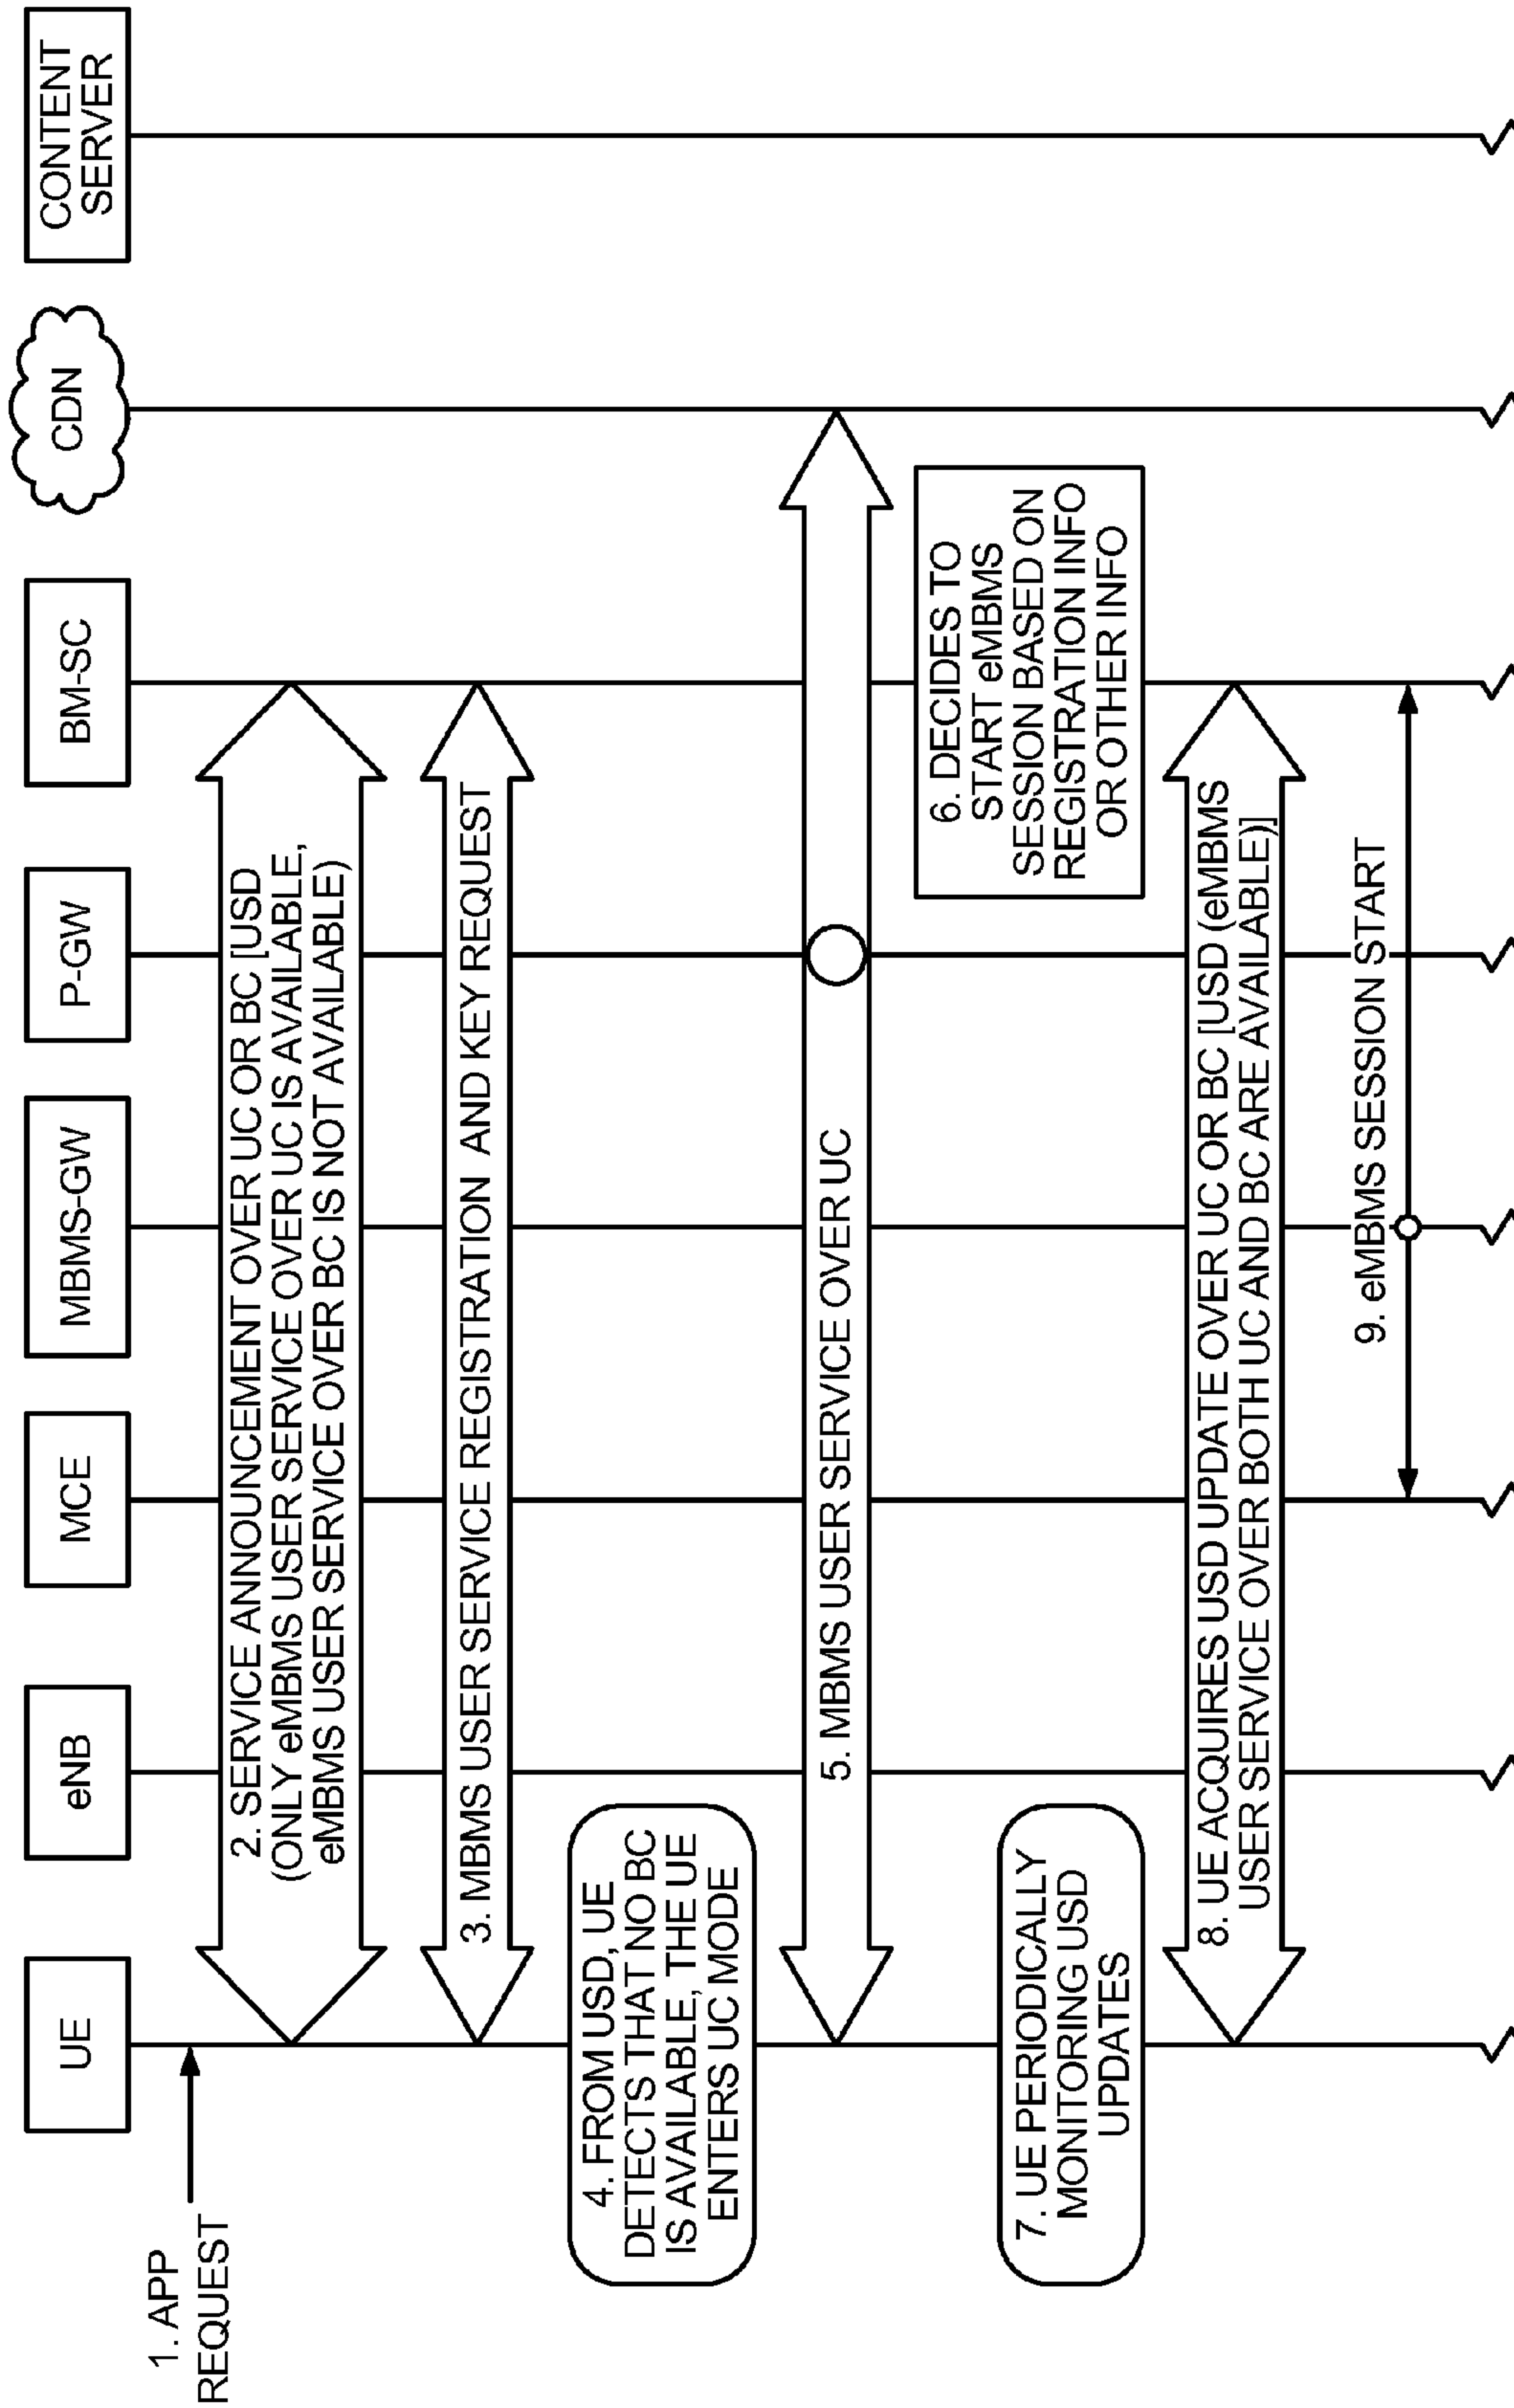 UE
eNB
MCE
MBMS-GW
P-GW
BM-SC
CDN
CONTENT
SERVER
1. APP
REQUEST
2. SERVICE ANNOUNCEMENT OVER UC OR BC [USD
(ONLY eMBMS USER SERVICE OVER UC IS AVAILABLE,
eMBMS USER SERVICE OVER BC IS NOT AVAILABLE)
3. MBMS USER SERVICE REGISTRATION AND KEY REQUEST
4. FROM USD, UE
DETECTS THAT NO BC
IS AVAILABLE, THE UE
ENTERS UC MODE
5. MBMS USER SERVICE OVER UC
6. DECIDES TO
START eMBMS
SESSION BASED ON
REGISTRATION INFO
OR OTHER INFO
7. UE PERIODICALLY
MONITORING USD
UPDATES
8. UE ACQUIRES USD UPDATE OVER UC OR BC [USD (eMBMS
USER SERVICE OVER BOTH UC AND BC ARE AVAILABLE)]
9. eMBMS SESSION START